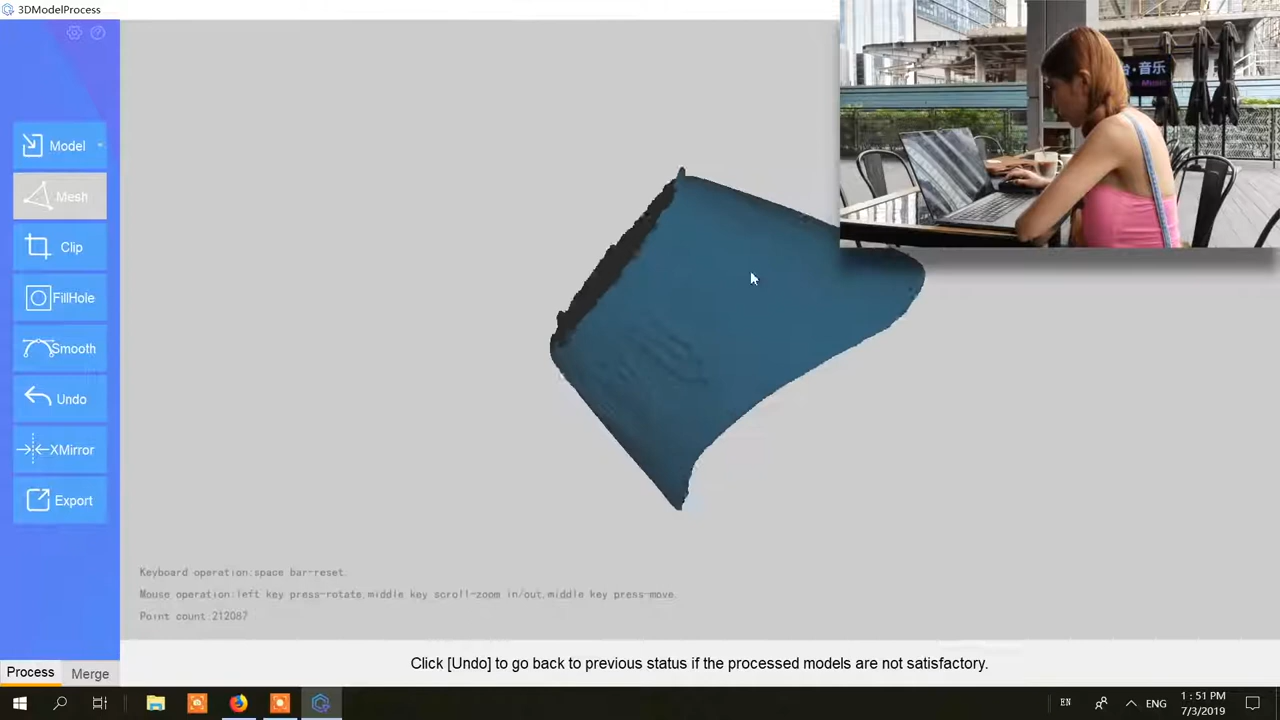 3DModelProcess
台·音乐
Model
Mesh
Clip
FillHole
Smooth
Undo
XMirror
Export
Keyboard operation:space bar-reset.
Mouse operation:left key press-rotate,middle key scroll-zoom in/out,middle key press-move.
Point count:212087
Click [Undo] to go back to previous status if the processed models are not satisfactory.
Process
Merge
EN
ENG
1:51 PM
7/3/2019